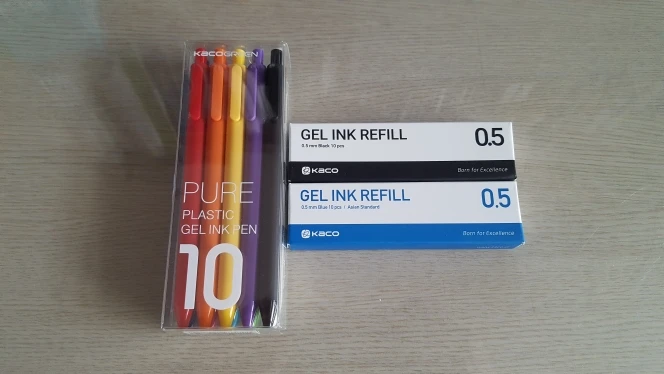 KACOGREEN
PURE
PLASTIC
GEL INK PEN
10
GEL INK REFILL
0.5
0.5 mm Black 10 pcs
KACO
Born for Excellence
GEL INK REFILL
0.5
0.5 mm Blue 10 pcs / Asian Standard
KACO
Born for Excellence